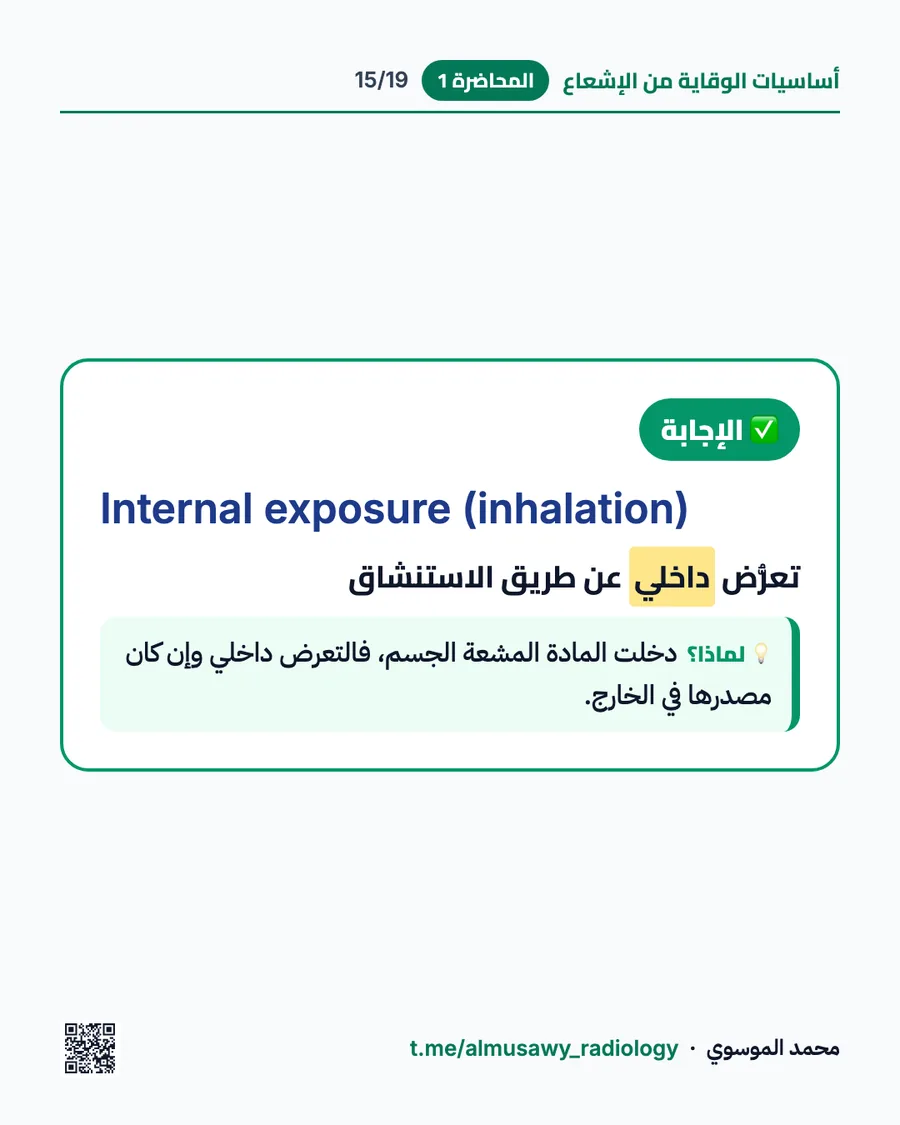 أساسيات الوقاية من الإشعاع المحاضرة 1 15/19
✅ الإجابة
Internal exposure (inhalation)
تعرُّض داخلي عن طريق الاستنشاق
💡 لماذا؟ دخلت المادة المشعة الجسم، فالتعرض داخلي وإن كان
مصدرها في الخارج.
محمد الموسوي · t.me/almusawy_radiology